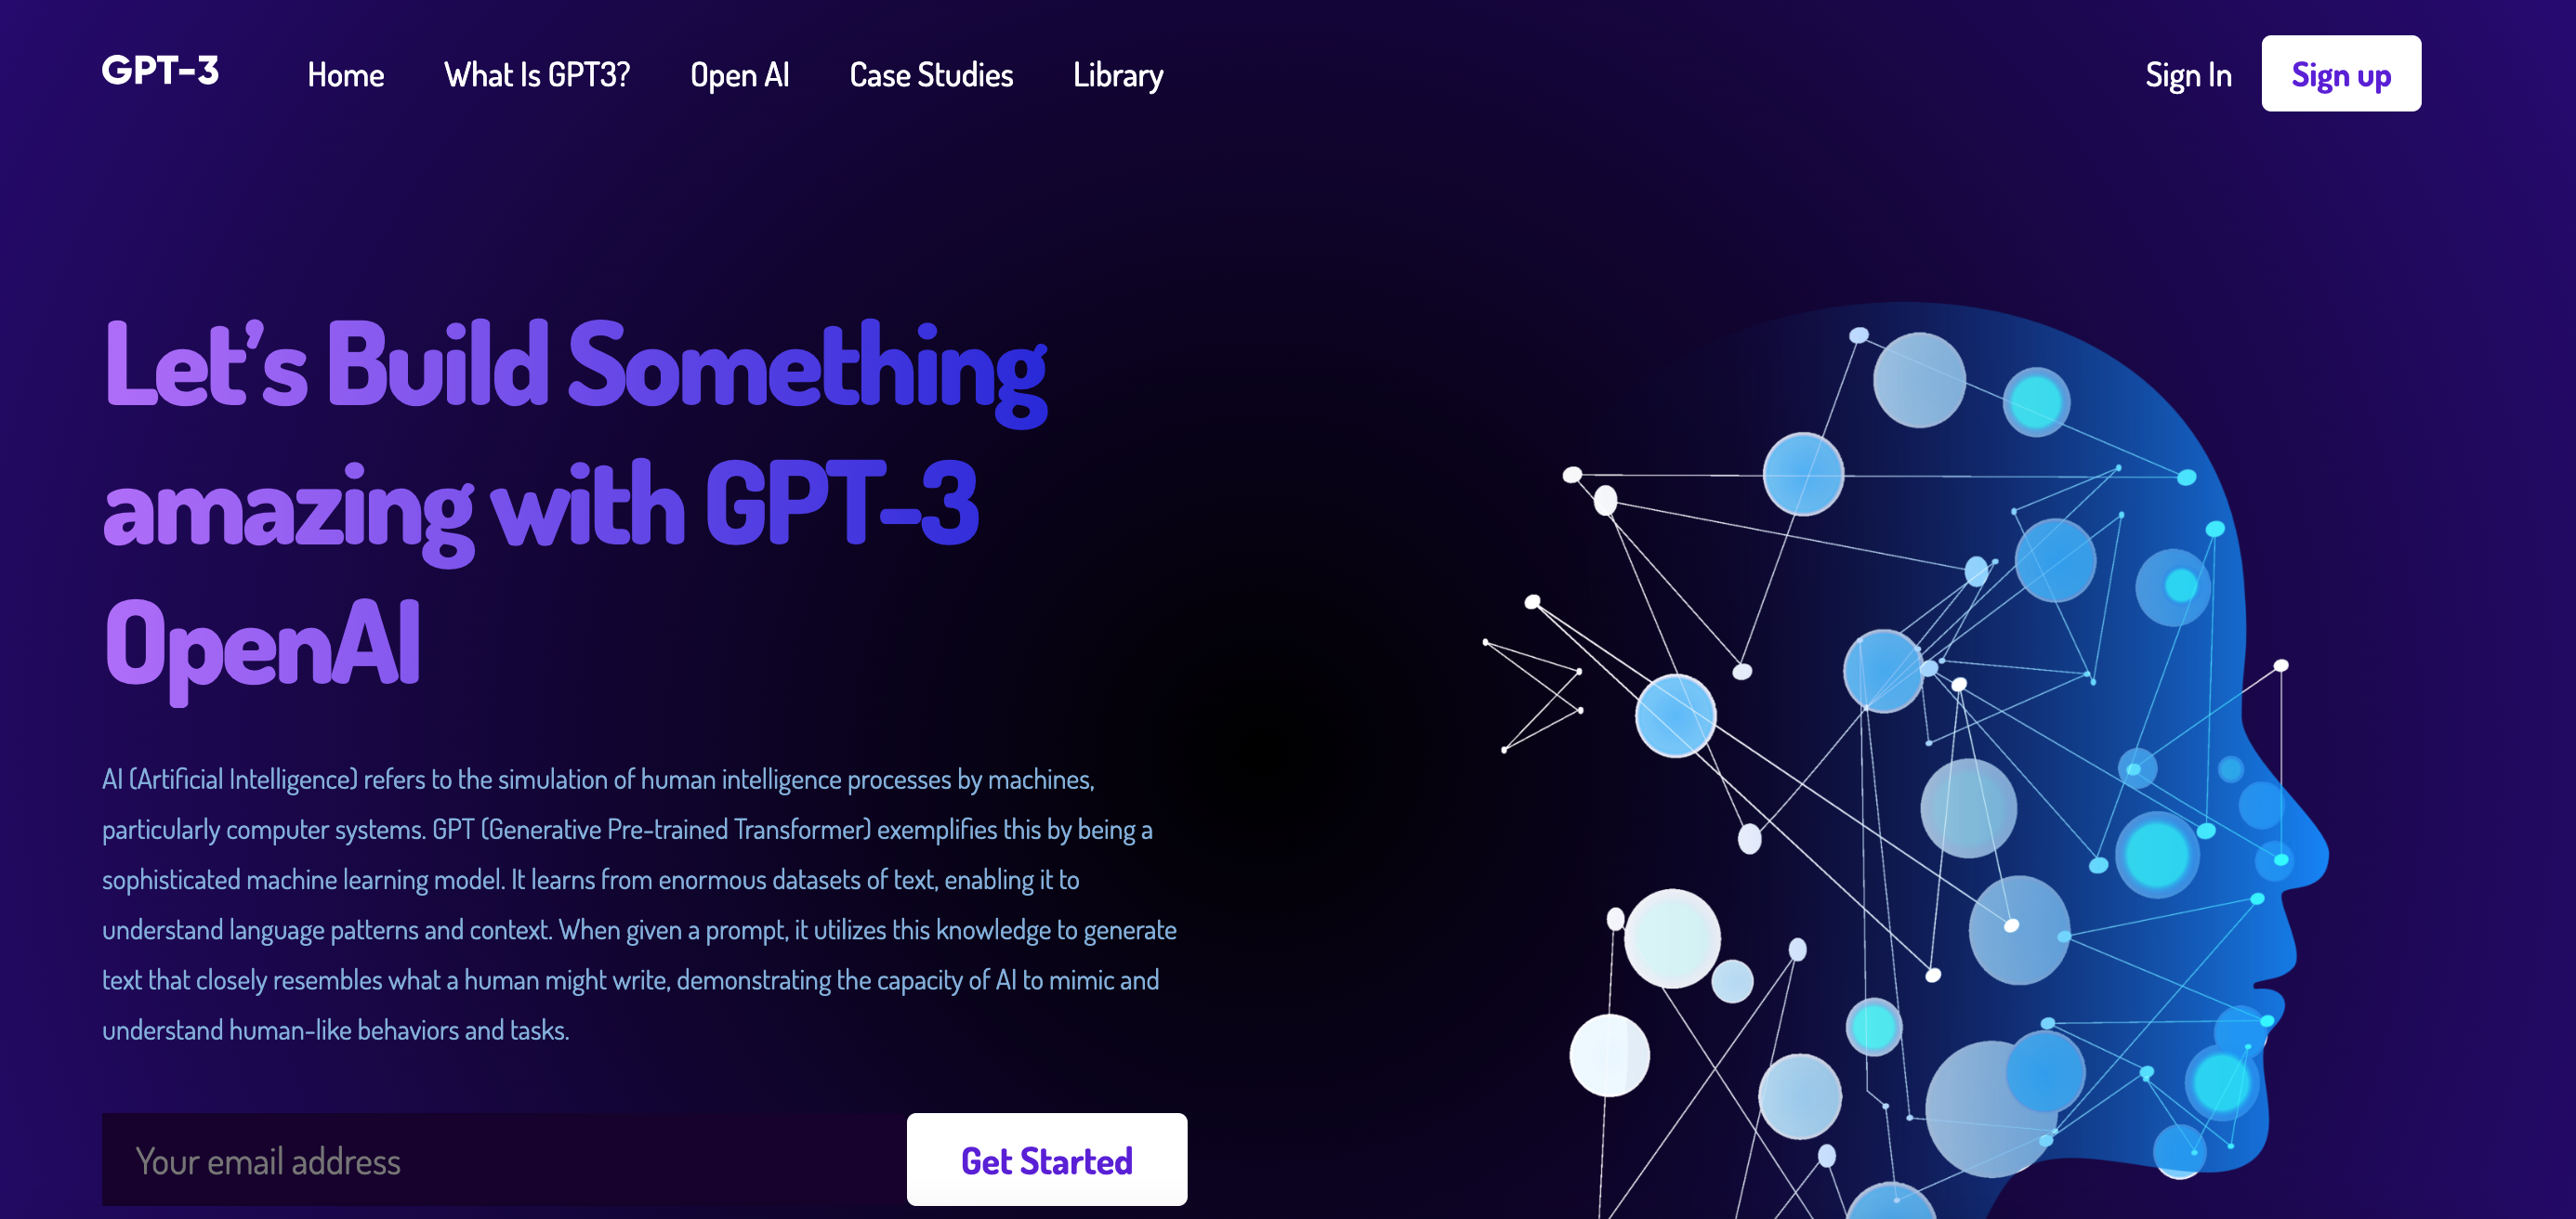 GPT-3 Home What Is GPT3? Open AI Case Studies Library Sign In Sign up
Let's Build Something
amazing with GPT-3
OpenAI
AI (Artificial Intelligence) refers to the simulation of human intelligence processes by machines,
particularly computer systems. GPT (Generative Pre-trained Transformer) exemplifies this by being a
sophisticated machine learning model. It learns from enormous datasets of text, enabling it to
understand language patterns and context. When given a prompt, it utilizes this knowledge to generate
text that closely resembles what a human might write, demonstrating the capacity of AI to mimic and
understand human-like behaviors and tasks.
Your email address Get Started